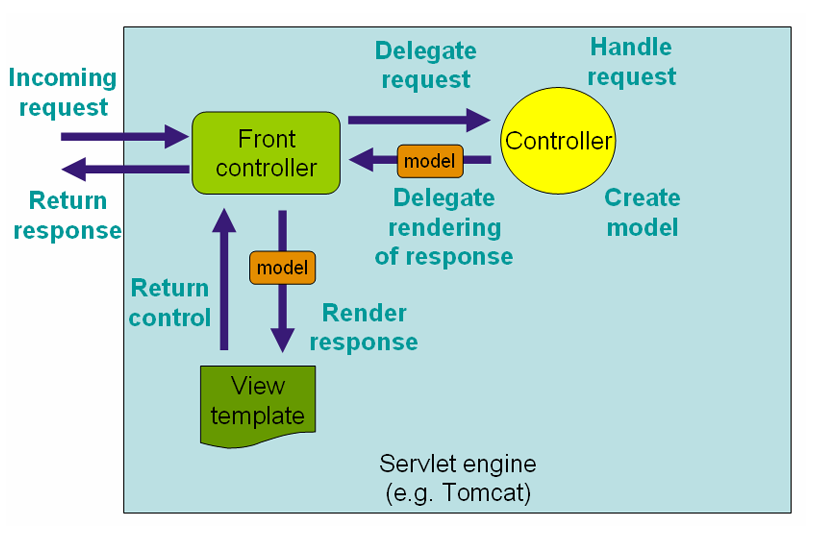 Incoming
request
Return
response
Delegate
request
Handle
request
Front
controller
Controller
model
Delegate
rendering
of response
Create
model
model
Return
control
Render
response
View
template
Servlet engine
(e.g. Tomcat)